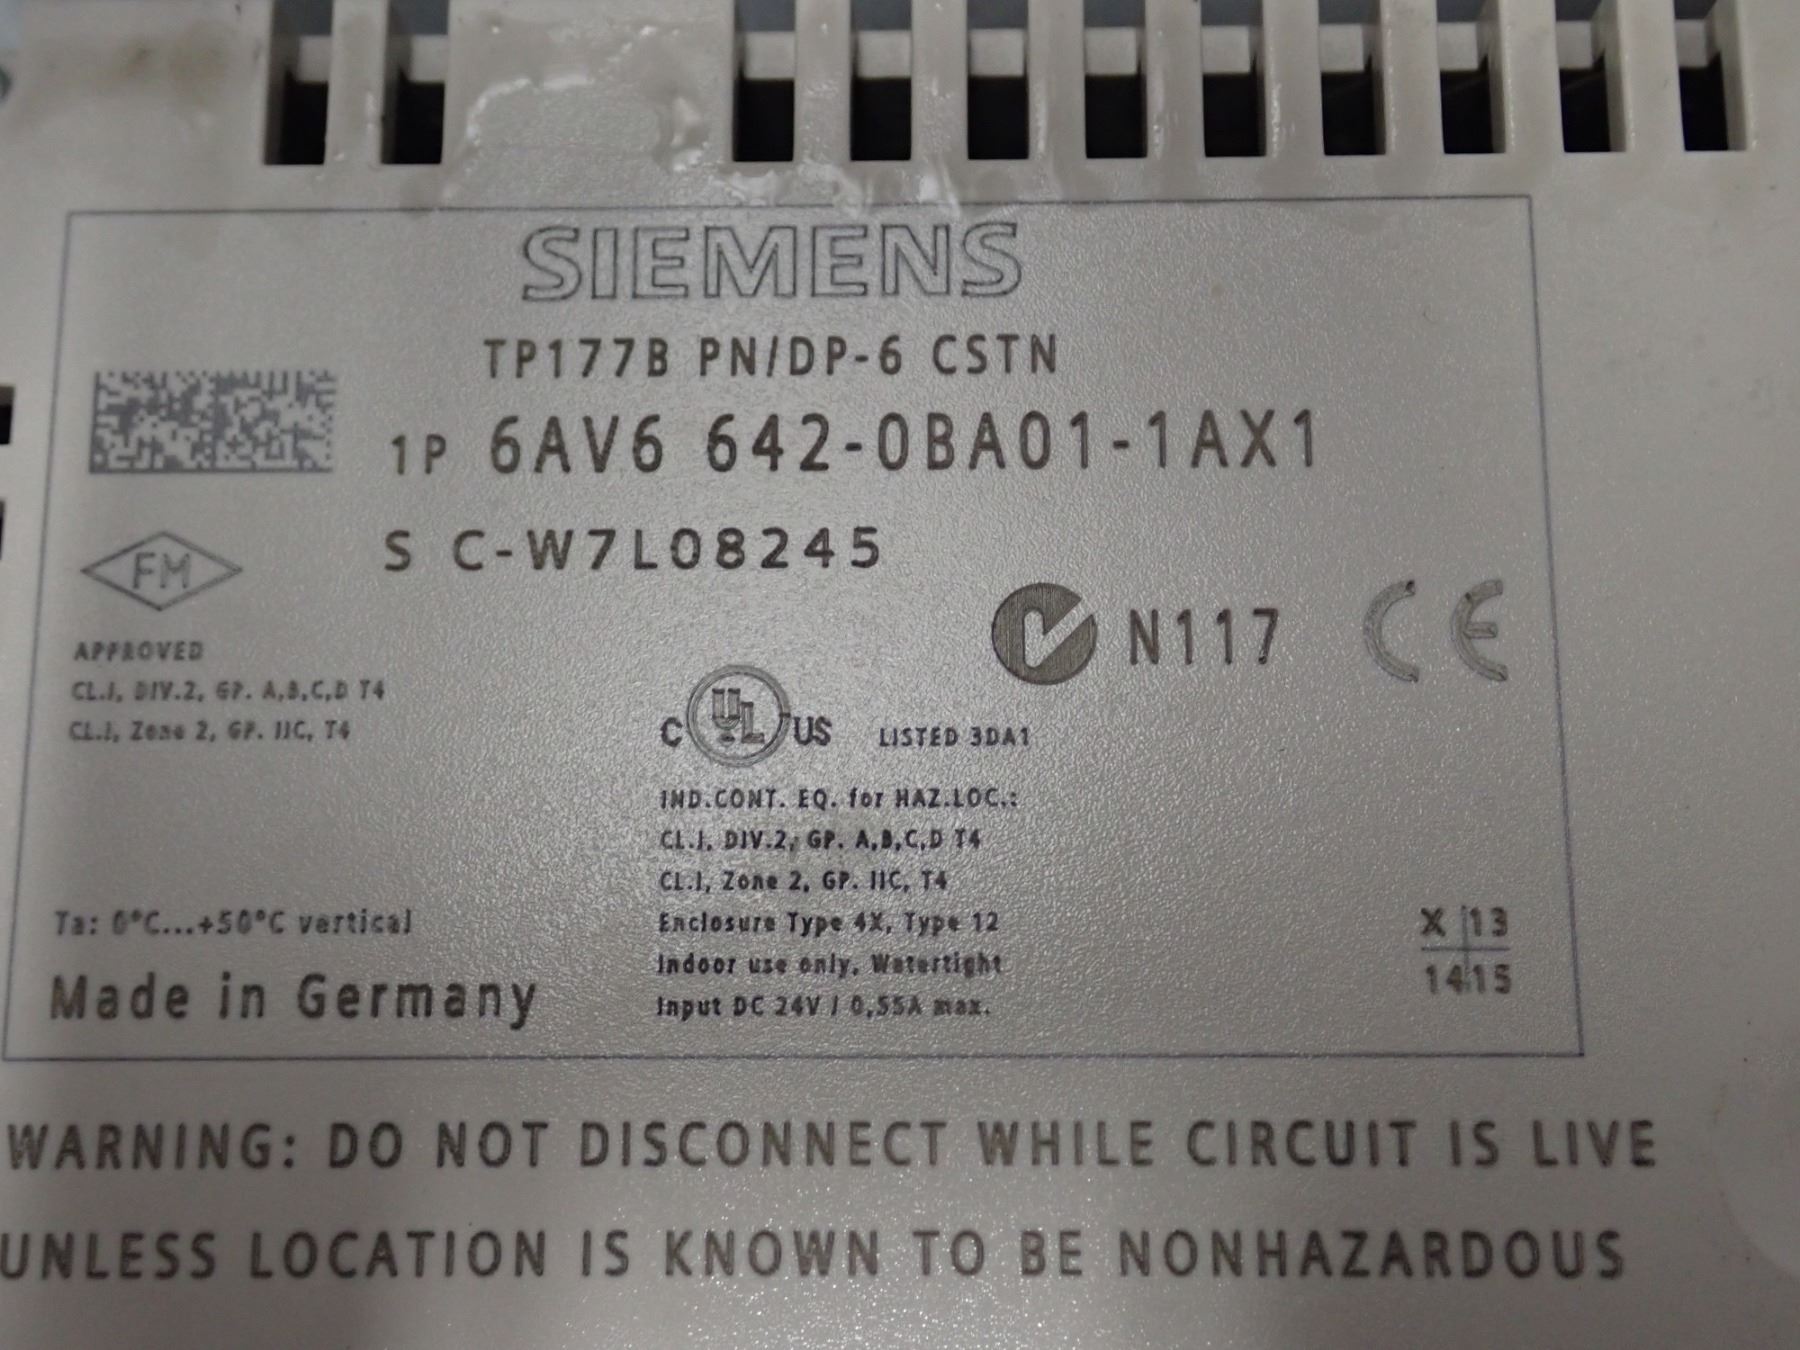 SIEMENS
TP177B PN/DP-6 CSTN
1P 6AV6 642-0BA01-1AX1
S C-W7L08245
FM
N117 CE
APPROVED
CL.I, DIV.2, GP. A,B,C,D T4
CL.I, Zone 2, GP. IIC, T4
C UL US LISTED 3DA1
IND.CONT. EQ. for HAZ.LOC.:
CL.I, DIV.2, GP. A,B,C,D T4
CL.I, Zone 2, GP. IIC, T4
Enclosure Type 4X, Type 12
Indoor use only, Watertight
Input DC 24V / 0,55A max.
Ta: 0°C...+50°C vertical
Made in Germany
X 13
14 15
WARNING: DO NOT DISCONNECT WHILE CIRCUIT IS LIVE
UNLESS LOCATION IS KNOWN TO BE NONHAZARDOUS